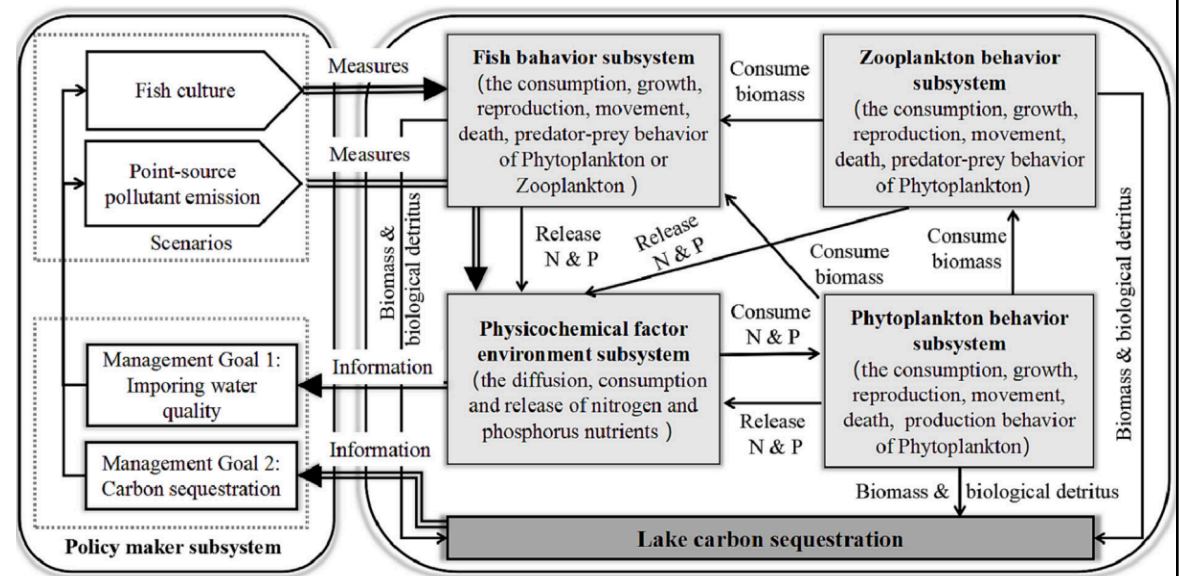 Fish culture
Point-source
pollutant emission
Scenarios
Management Goal 1:
Imporing water
quality
Management Goal 2:
Carbon sequestration
Policy maker subsystem
Measures
Measures
Information
Information
Fish bahavior subsystem
(the consumption, growth,
reproduction, movement,
death, predator-prey behavior
of Phytoplankton or
Zooplankton )
Consume
biomass
Zooplankton behavior
subsystem
(the consumption, growth,
reproduction, movement,
death, predator-prey behavior
of Phytoplankton)
Biomass &
biological detritus
Release
N & P
Release
N & P
Consume
biomass
Consume
biomass
Biomass & biological detritus
Physicochemical factor
environment subsystem
(the diffusion, consumption
and release of nitrogen and
phosphorus nutrients )
Consume
N & P
Release
N & P
Phytoplankton behavior
subsystem
(the consumption, growth,
reproduction, movement,
death, production behavior
of Phytoplankton)
Biomass & biological detritus
Lake carbon sequestration